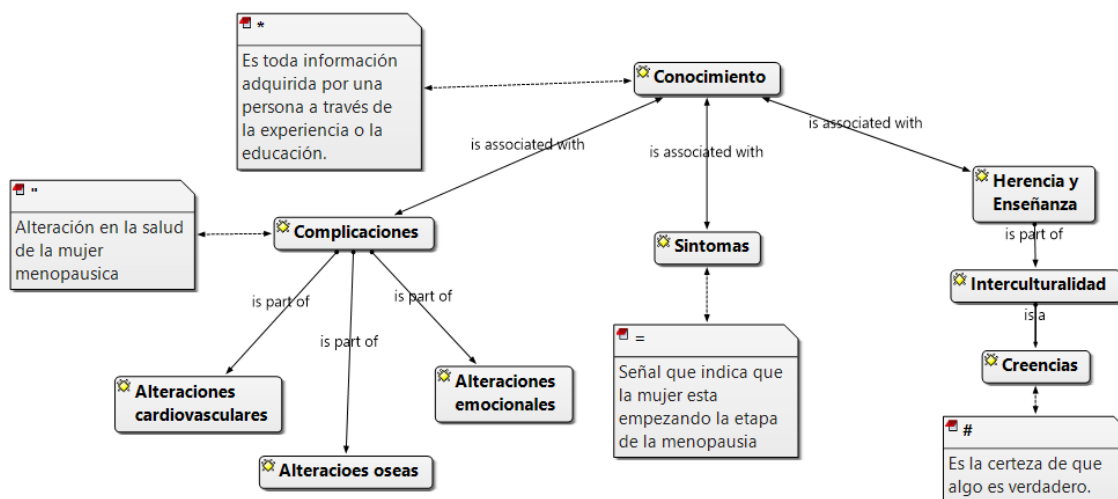 *
Es toda información
adquirida por una
persona a través de
la experiencia o la
educación.
Conocimiento
is associated with
is associated with
is associated with
"
Alteración en la salud
de la mujer
menopausica
Complicaciones
Sintomas
Herencia y
Enseñanza
is part of
Interculturalidad
is a
Creencias
is part of
is part of
is part of
Alteraciones
cardiovasculares
Alteracioes oseas
Alteraciones
emocionales
=
Señal que indica que
la mujer esta
empezando la etapa
de la menopausia
#
Es la certeza de que
algo es verdadero.